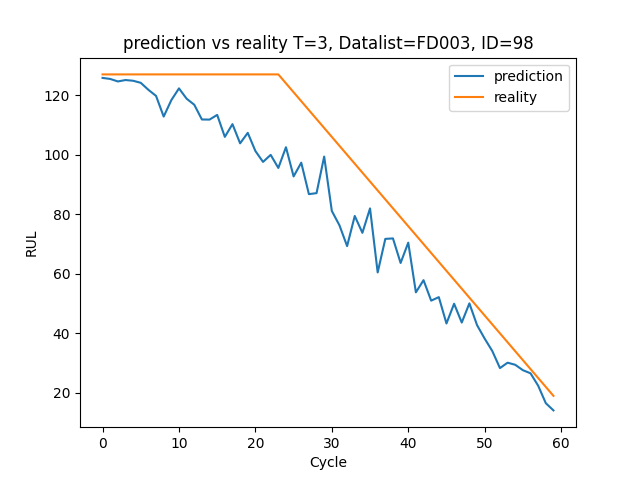 prediction vs reality T=3, Datalist=FD003, ID=98
prediction
reality
RUL
120
100
80
60
40
20
0 10 20 30 40 50 60
Cycle